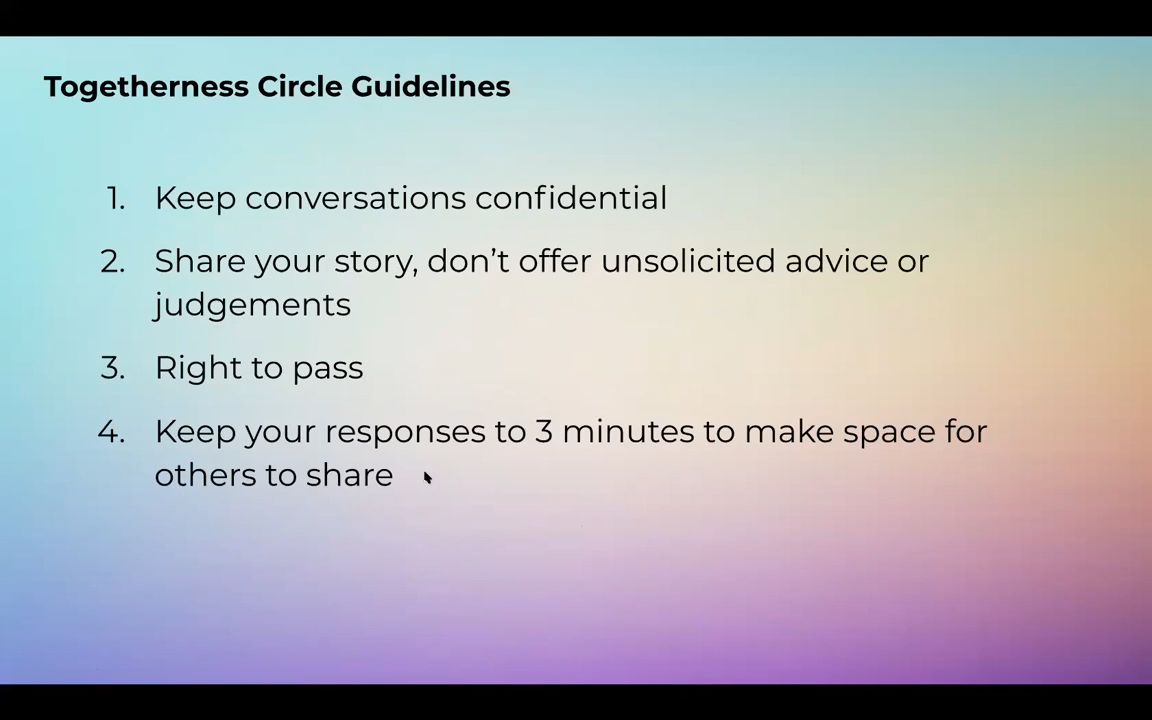 Togetherness Circle Guidelines
1. Keep conversations confidential
2. Share your story, don’t offer unsolicited advice or
judgements
3. Right to pass
4. Keep your responses to 3 minutes to make space for
others to share